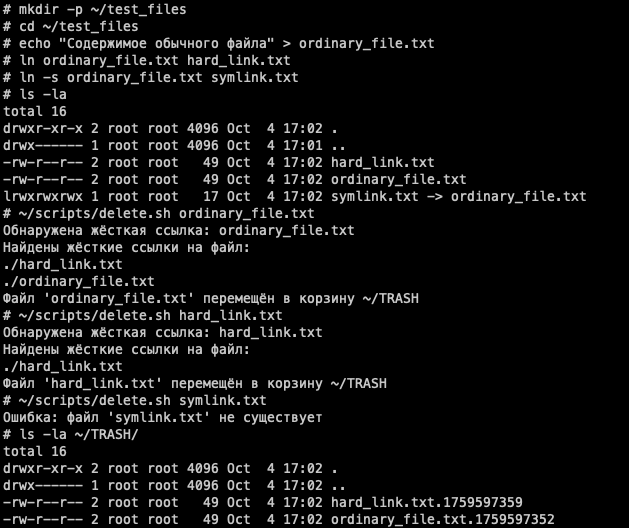 # mkdir -p ~/test_files
# cd ~/test_files
# echo "Содержимое обычного файла" > ordinary_file.txt
# ln ordinary_file.txt hard_link.txt
# ln -s ordinary_file.txt symlink.txt
# ls -la
total 16
drwxr-xr-x 2 root root 4096 Oct  4 17:02 .
drwx------ 1 root root 4096 Oct  4 17:01 ..
-rw-r--r-- 2 root root   49 Oct  4 17:02 hard_link.txt
-rw-r--r-- 2 root root   49 Oct  4 17:02 ordinary_file.txt
lrwxrwxrwx 1 root root   17 Oct  4 17:02 symlink.txt -> ordinary_file.txt
# ~/scripts/delete.sh ordinary_file.txt
Обнаружена жёсткая ссылка: ordinary_file.txt
Найдены жёсткие ссылки на файл:
./hard_link.txt
./ordinary_file.txt
Файл 'ordinary_file.txt' перемещён в корзину ~/TRASH
# ~/scripts/delete.sh hard_link.txt
Обнаружена жёсткая ссылка: hard_link.txt
Найдены жёсткие ссылки на файл:
./hard_link.txt
Файл 'hard_link.txt' перемещён в корзину ~/TRASH
# ~/scripts/delete.sh symlink.txt
Ошибка: файл 'symlink.txt' не существует
# ls -la ~/TRASH/
total 16
drwxr-xr-x 2 root root 4096 Oct  4 17:02 .
drwx------ 1 root root 4096 Oct  4 17:02 ..
-rw-r--r-- 2 root root   49 Oct  4 17:02 hard_link.txt.1759597359
-rw-r--r-- 2 root root   49 Oct  4 17:02 ordinary_file.txt.1759597352